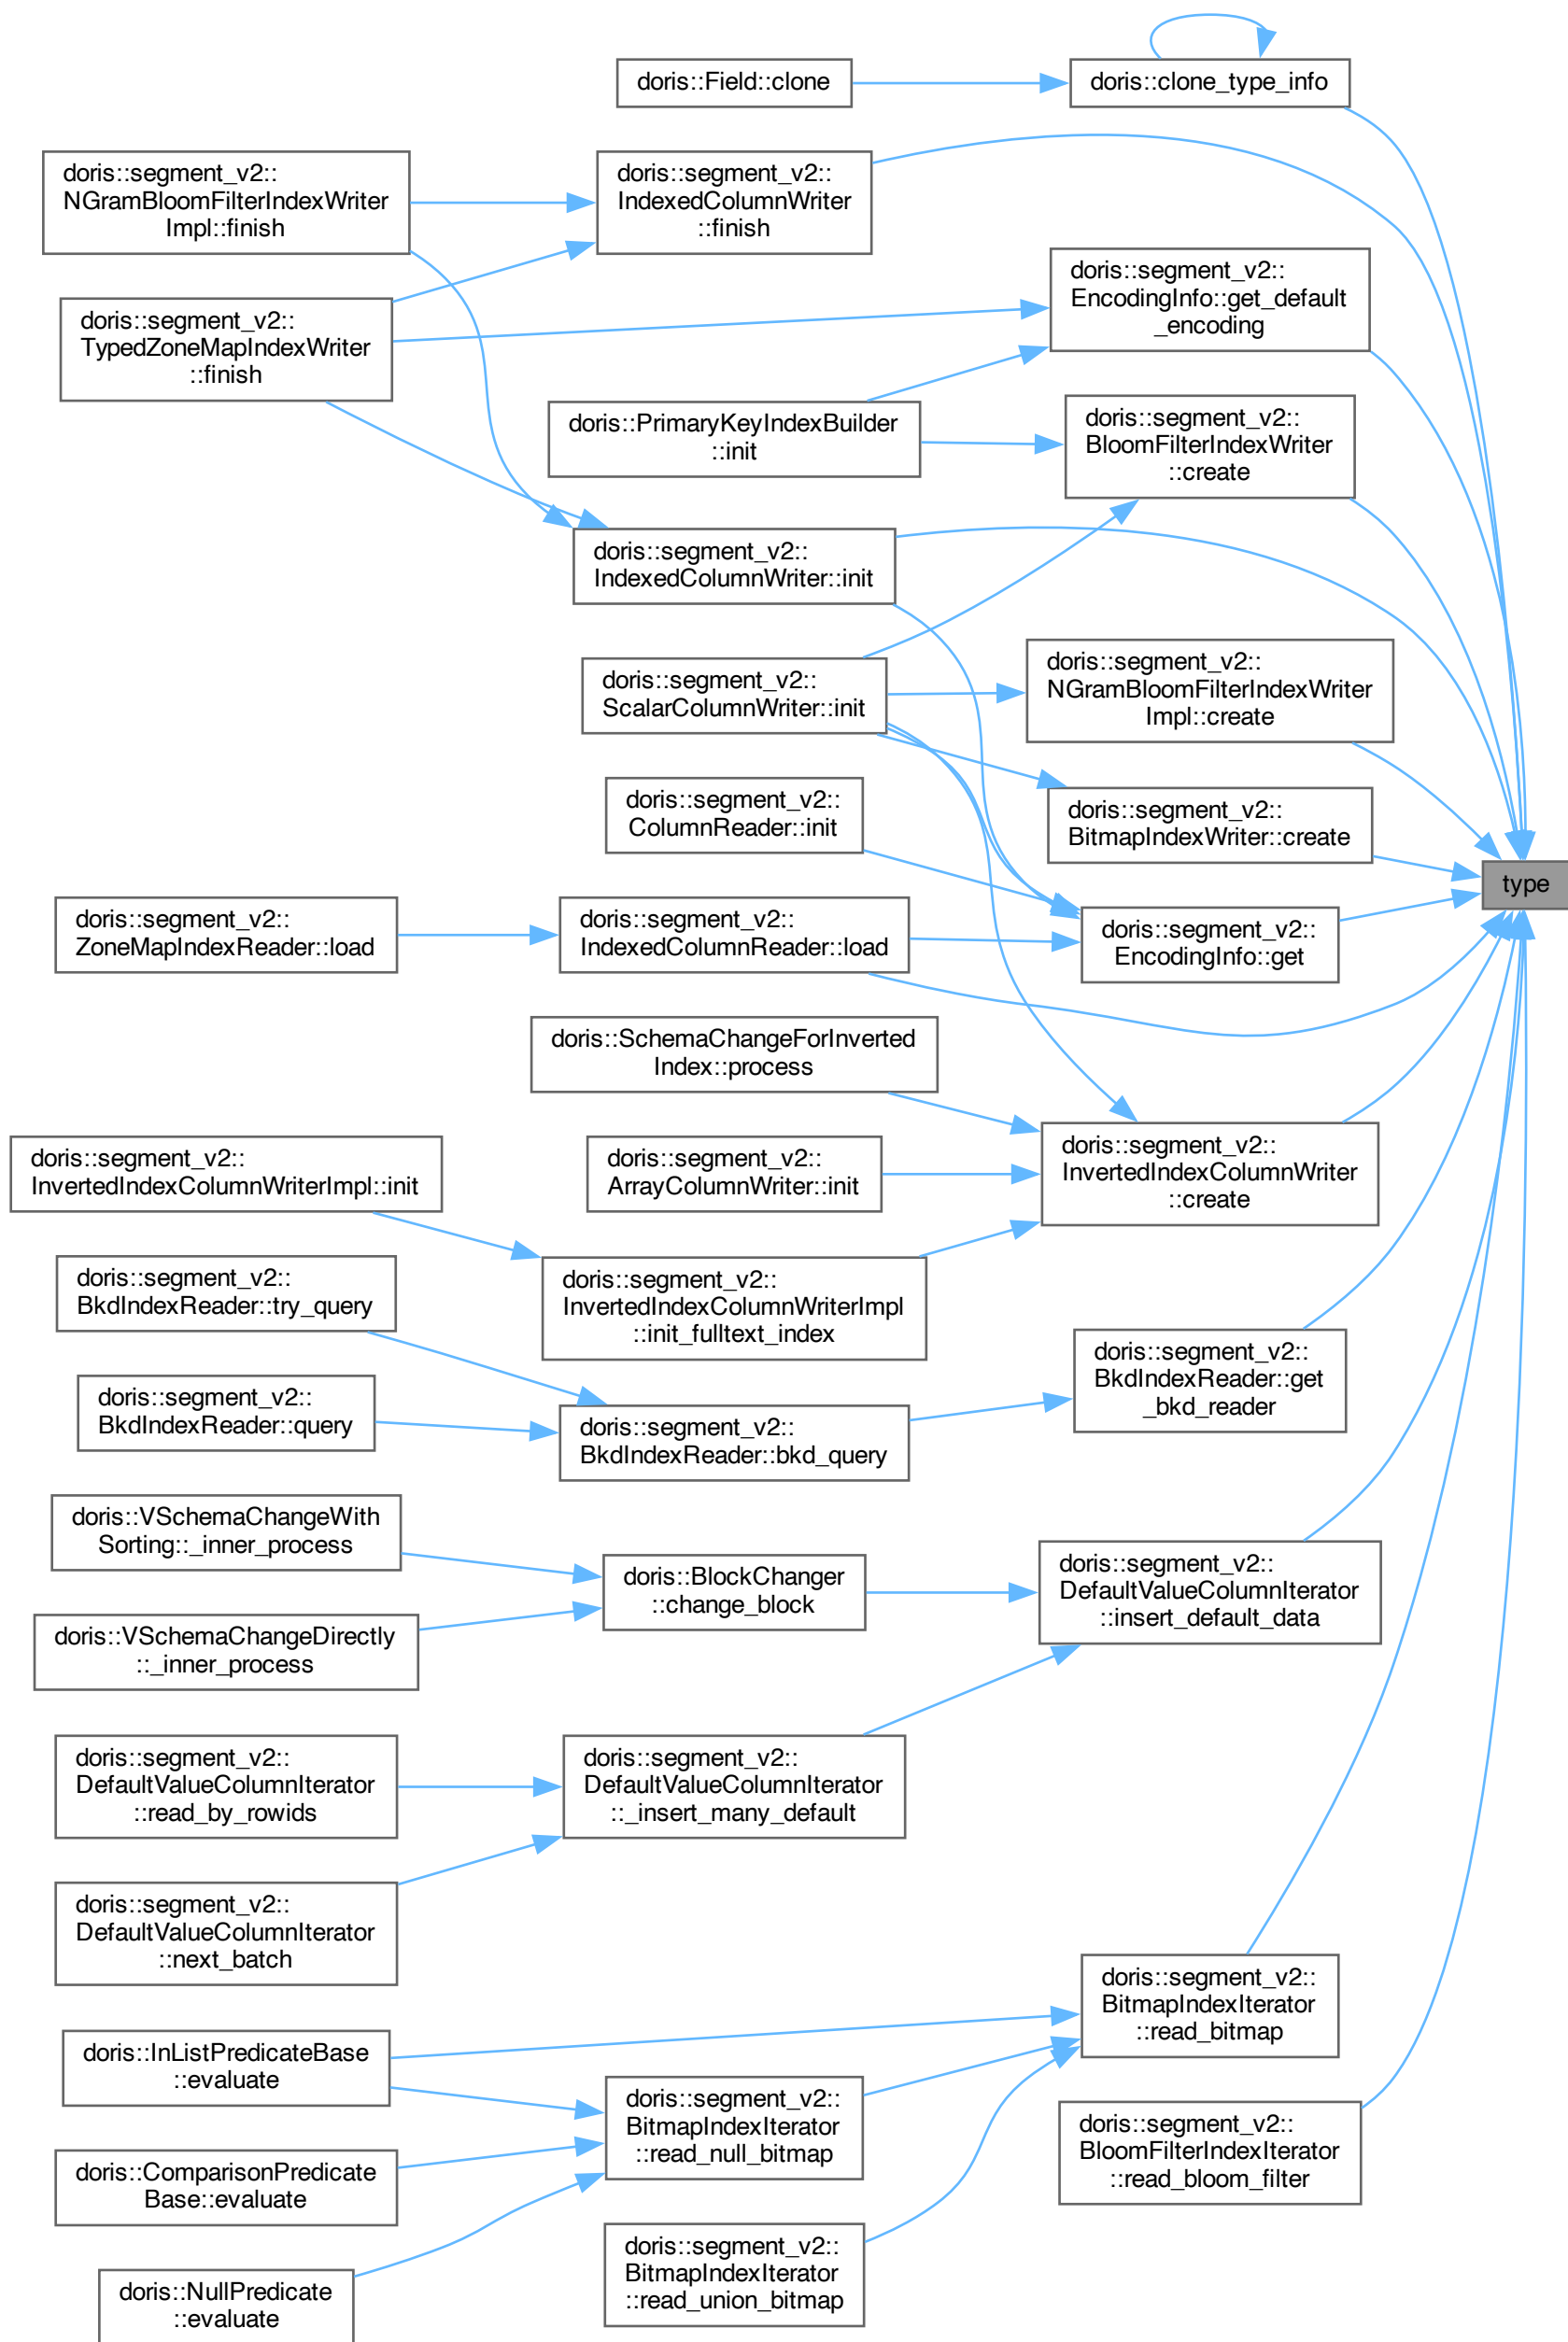 doris::Field::clone
doris::clone_type_info
doris::segment_v2::
NGramBloomFilterIndexWriter
Impl::finish
doris::segment_v2::
IndexedColumnWriter
::finish
doris::segment_v2::
EncodingInfo::get_default
_encoding
doris::segment_v2::
TypedZoneMapIndexWriter
::finish
doris::PrimaryKeyIndexBuilder
::init
doris::segment_v2::
BloomFilterIndexWriter
::create
doris::segment_v2::
IndexedColumnWriter::init
doris::segment_v2::
ScalarColumnWriter::init
doris::segment_v2::
NGramBloomFilterIndexWriter
Impl::create
doris::segment_v2::
ColumnReader::init
doris::segment_v2::
BitmapIndexWriter::create
type
doris::segment_v2::
ZoneMapIndexReader::load
doris::segment_v2::
IndexedColumnReader::load
doris::segment_v2::
EncodingInfo::get
doris::SchemaChangeForInverted
Index::process
doris::segment_v2::
InvertedIndexColumnWriterImpl::init
doris::segment_v2::
ArrayColumnWriter::init
doris::segment_v2::
InvertedIndexColumnWriter
::create
doris::segment_v2::
BkdIndexReader::try_query
doris::segment_v2::
InvertedIndexColumnWriterImpl
::init_fulltext_index
doris::segment_v2::
BkdIndexReader::get
_bkd_reader
doris::segment_v2::
BkdIndexReader::query
doris::segment_v2::
BkdIndexReader::bkd_query
doris::VSchemaChangeWith
Sorting::_inner_process
doris::BlockChanger
::change_block
doris::segment_v2::
DefaultValueColumnIterator
::insert_default_data
doris::VSchemaChangeDirectly
::_inner_process
doris::segment_v2::
DefaultValueColumnIterator
::read_by_rowids
doris::segment_v2::
DefaultValueColumnIterator
::_insert_many_default
doris::segment_v2::
DefaultValueColumnIterator
::next_batch
doris::segment_v2::
BitmapIndexIterator
::read_bitmap
doris::InListPredicateBase
::evaluate
doris::segment_v2::
BitmapIndexIterator
::read_null_bitmap
doris::segment_v2::
BloomFilterIndexIterator
::read_bloom_filter
doris::ComparisonPredicate
Base::evaluate
doris::segment_v2::
BitmapIndexIterator
::read_union_bitmap
doris::NullPredicate
::evaluate